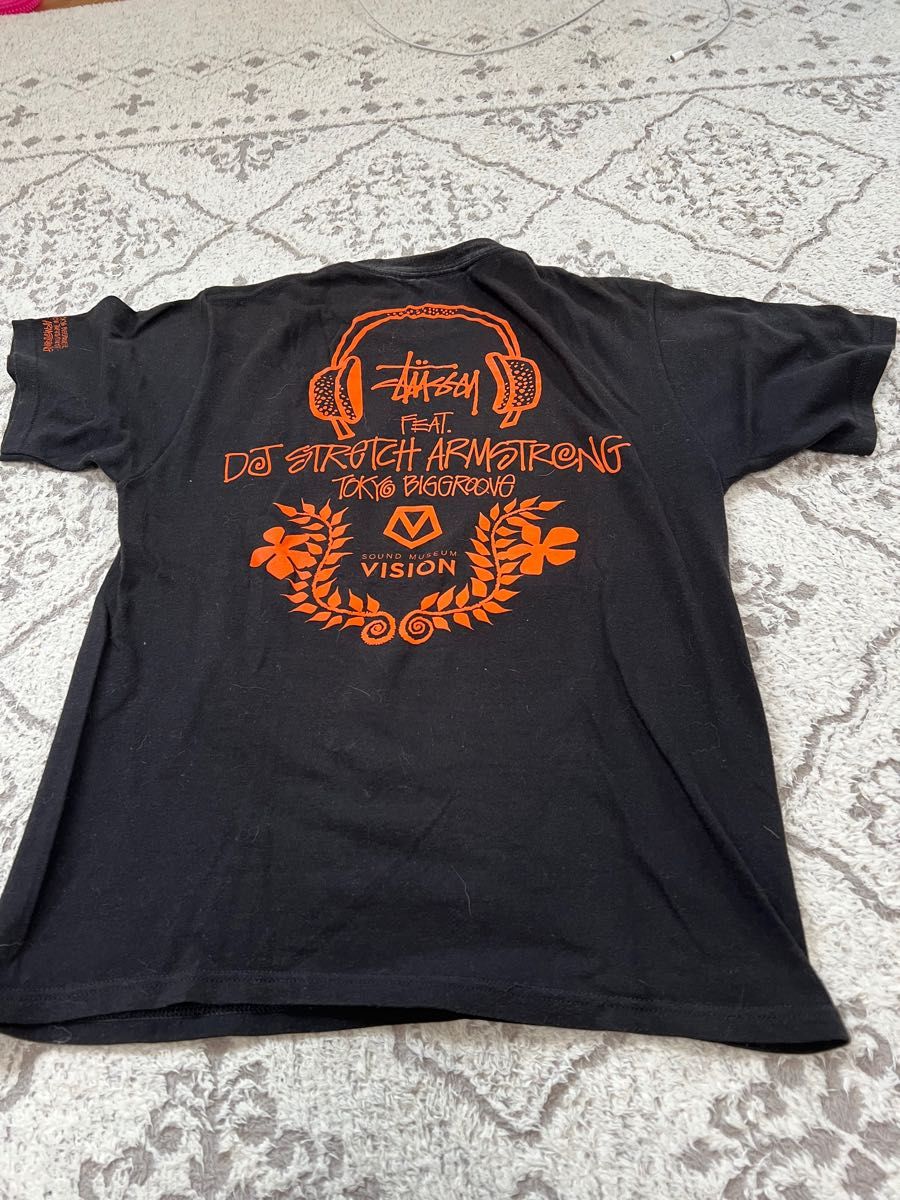 Stüssy
FEAT.
DJ STRETCH ARMSTRONG
TOKYO BIGGROOVE
SOUND MUSEUM
VISION